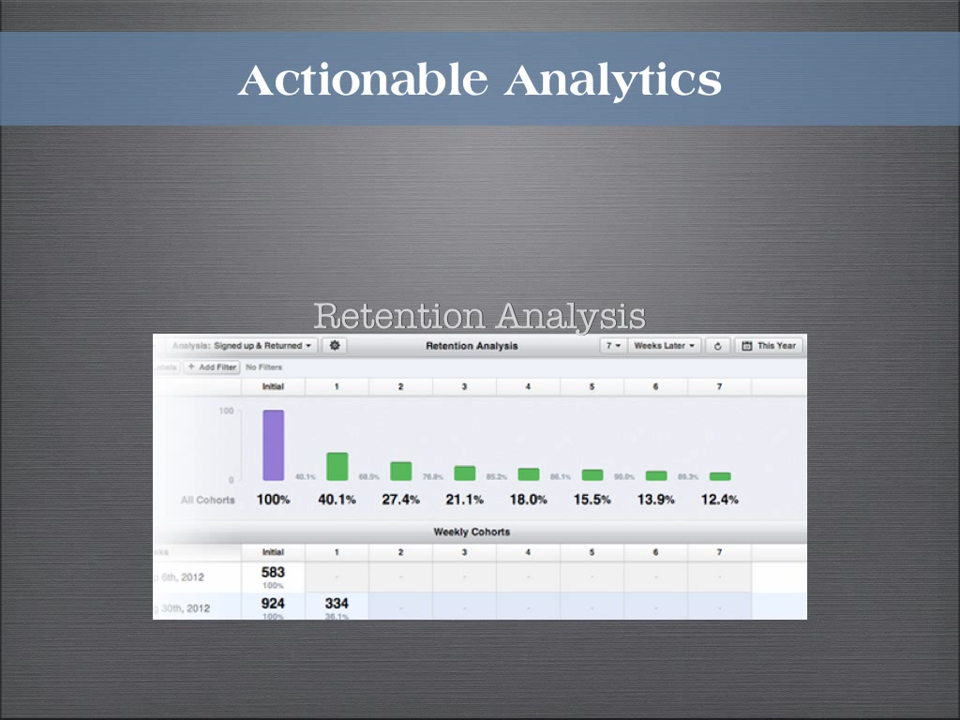 Actionable Analytics
Retention Analysis
Analysis: Signed up & Returned Retention Analysis 7 Weeks Later This Year
+ Add Filter No Filters
Initial 1 2 3 4 5 6 7
100
0
40.1% 68.5% 76.8% 85.2% 86.1% 90.0% 89.3%
All Cohorts 100% 40.1% 27.4% 21.1% 18.0% 15.5% 13.9% 12.4%
Weekly Cohorts
Initial 1 2 3 4 5 6 7
583 - - - - - - -
6th, 2012
100%
924 334 - - - - - -
30th, 2012
100% 36.1%